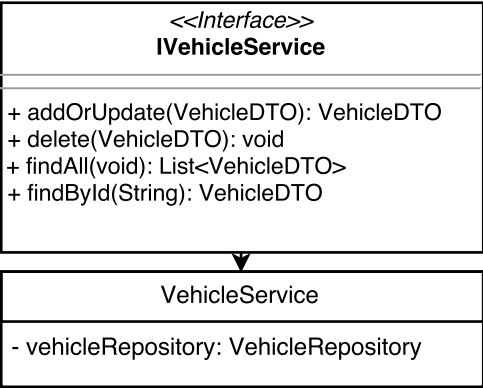 <<Interface>>
IVehicleService
+ addOrUpdate(VehicleDTO): VehicleDTO
+ delete(VehicleDTO): void
+ findAll(void): List<VehicleDTO>
+ findById(String): VehicleDTO
VehicleService
- vehicleRepository: VehicleRepository